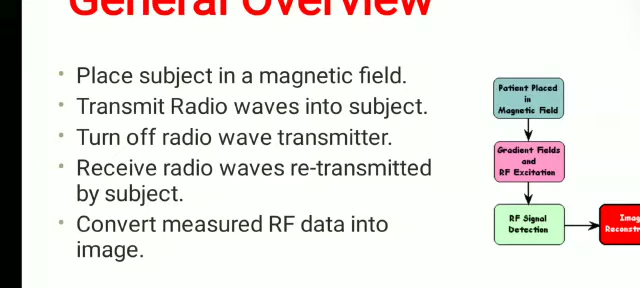 General Overview
• Place subject in a magnetic field.
• Transmit Radio waves into subject.
• Turn off radio wave transmitter.
• Receive radio waves re-transmitted
by subject.
• Convert measured RF data into
image.
Patient Placed
in
Magnetic Field
Gradient Fields
and
RF Excitation
RF Signal
Detection